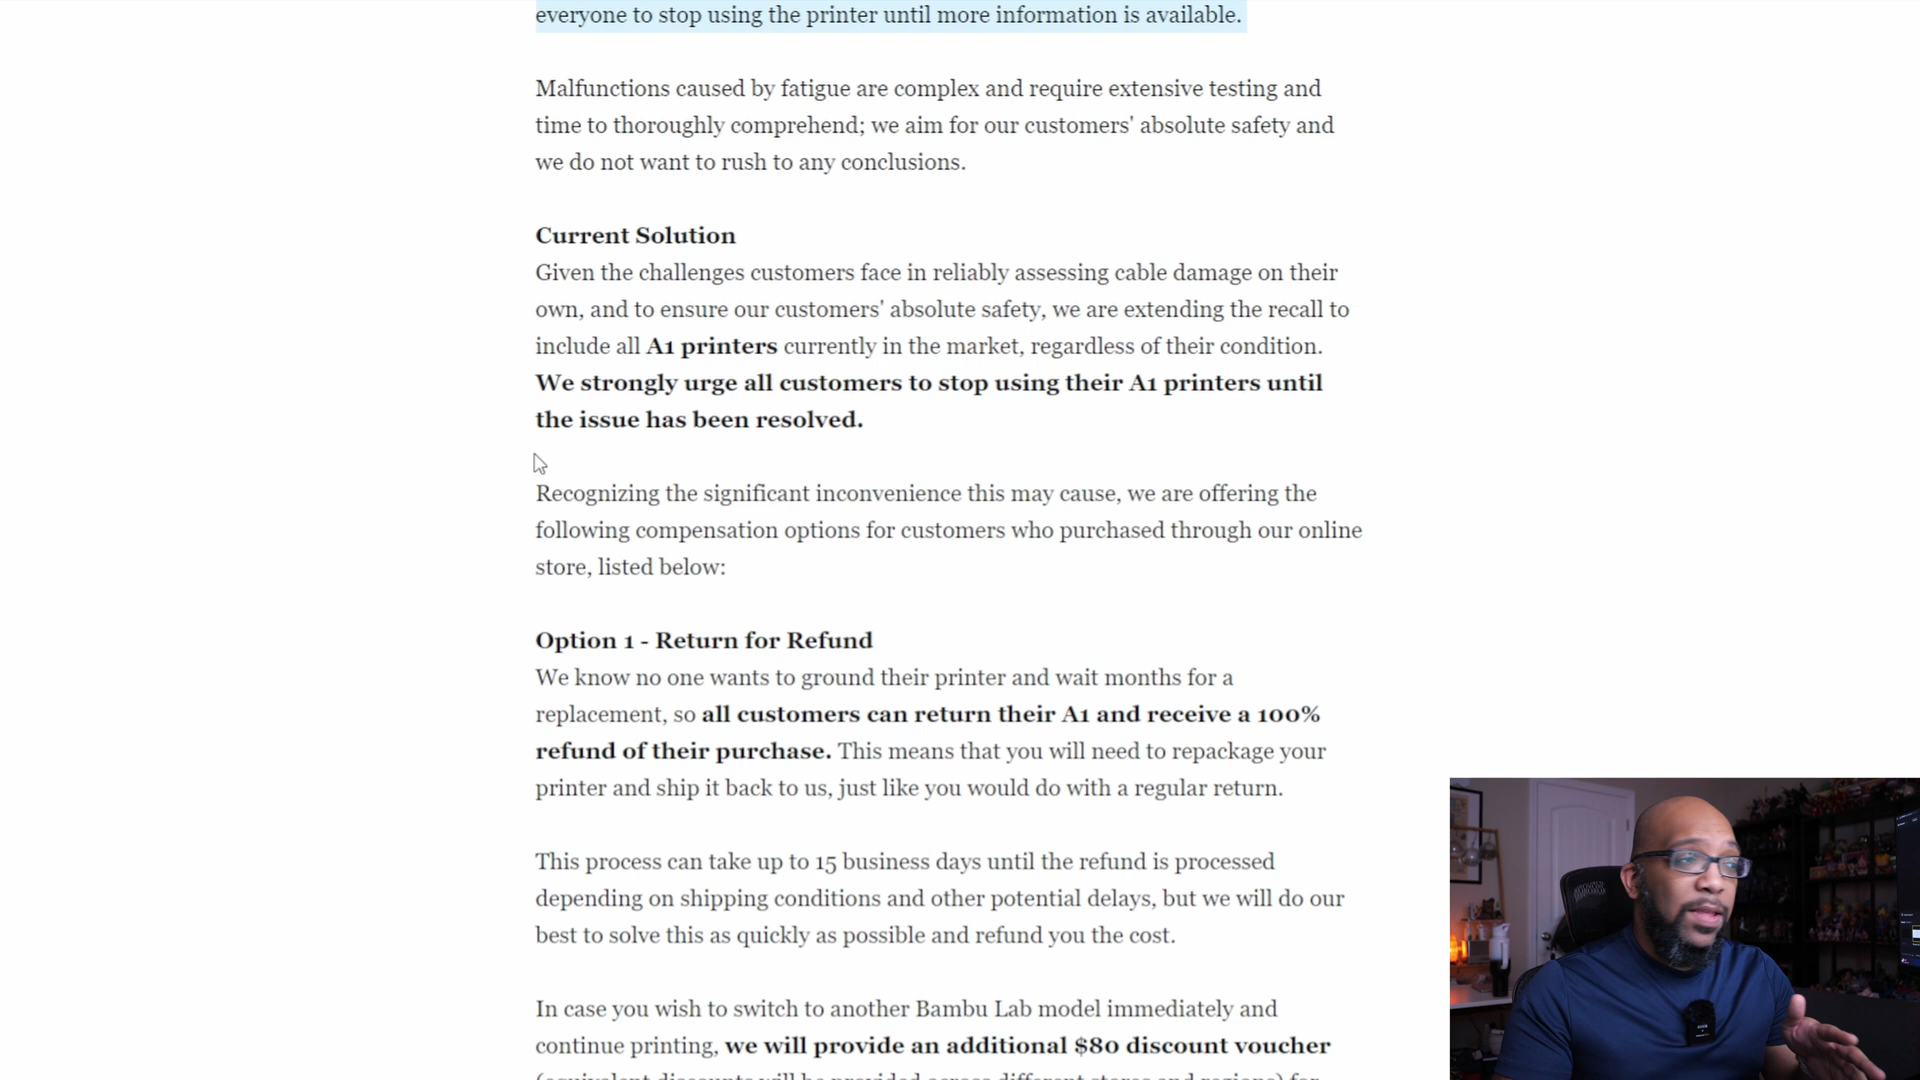 everyone to stop using the printer until more information is available.
Malfunctions caused by fatigue are complex and require extensive testing and
time to thoroughly comprehend; we aim for our customers' absolute safety and
we do not want to rush to any conclusions.
Current Solution
Given the challenges customers face in reliably assessing cable damage on their
own, and to ensure our customers' absolute safety, we are extending the recall to
include all A1 printers currently in the market, regardless of their condition.
We strongly urge all customers to stop using their A1 printers until
the issue has been resolved.
Recognizing the significant inconvenience this may cause, we are offering the
following compensation options for customers who purchased through our online
store, listed below:
Option 1 - Return for Refund
We know no one wants to ground their printer and wait months for a
replacement, so all customers can return their A1 and receive a 100%
refund of their purchase. This means that you will need to repackage your
printer and ship it back to us, just like you would do with a regular return.
This process can take up to 15 business days until the refund is processed
depending on shipping conditions and other potential delays, but we will do our
best to solve this as quickly as possible and refund you the cost.
In case you wish to switch to another Bambu Lab model immediately and
continue printing, we will provide an additional $80 discount voucher